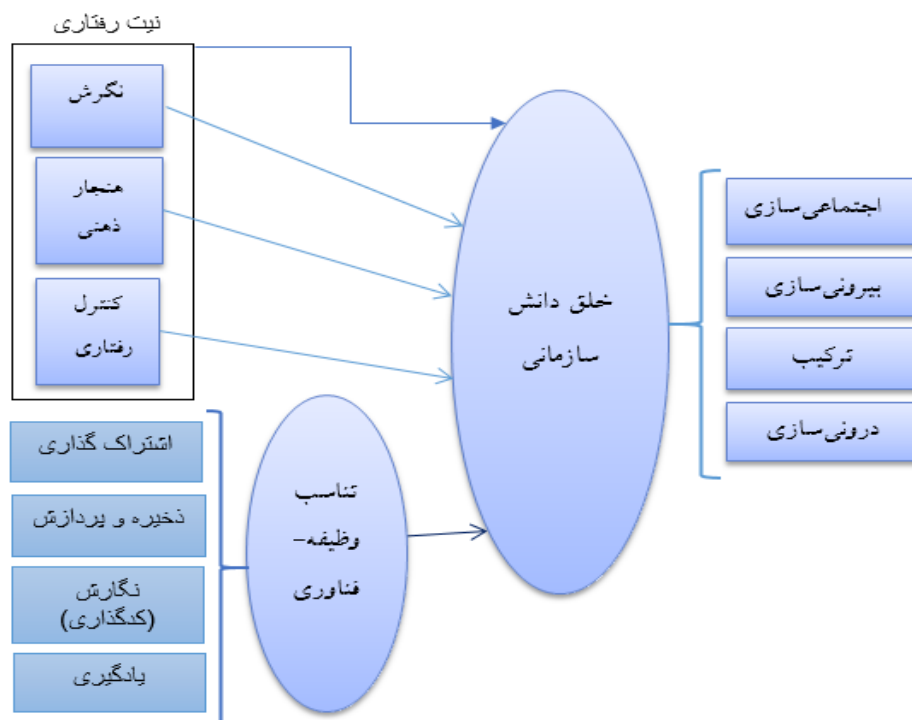 نیت رفتاری
نگرش
هنجار
ذهنی
کنترل
رفتاری
خلق دانش
سازمانی
اجتماعی‌سازی
بیرونی‌سازی
ترکیب
درونی‌سازی
تناسب
وظیفه-
فناوری
اشتراک گذاری
ذخیره و پردازش
نگارش
(کدگذاری)
یادگیری